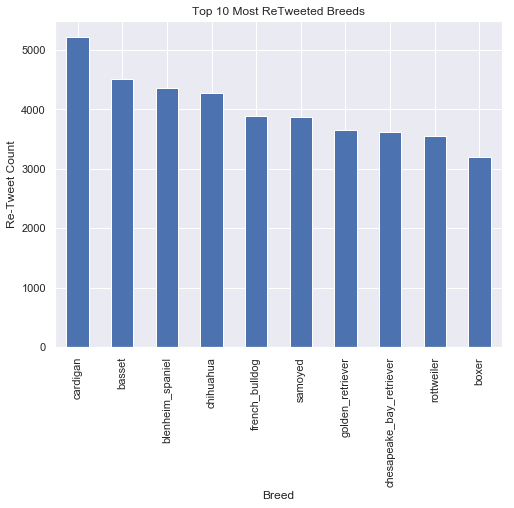 Top 10 Most ReTweeted Breeds
Re-Tweet Count
5000
4000
3000
2000
1000
0
cardigan
basset
blenheim_spaniel
chihuahua
french_bulldog
samoyed
golden_retriever
chesapeake_bay_retriever
rottweiler
boxer
Breed